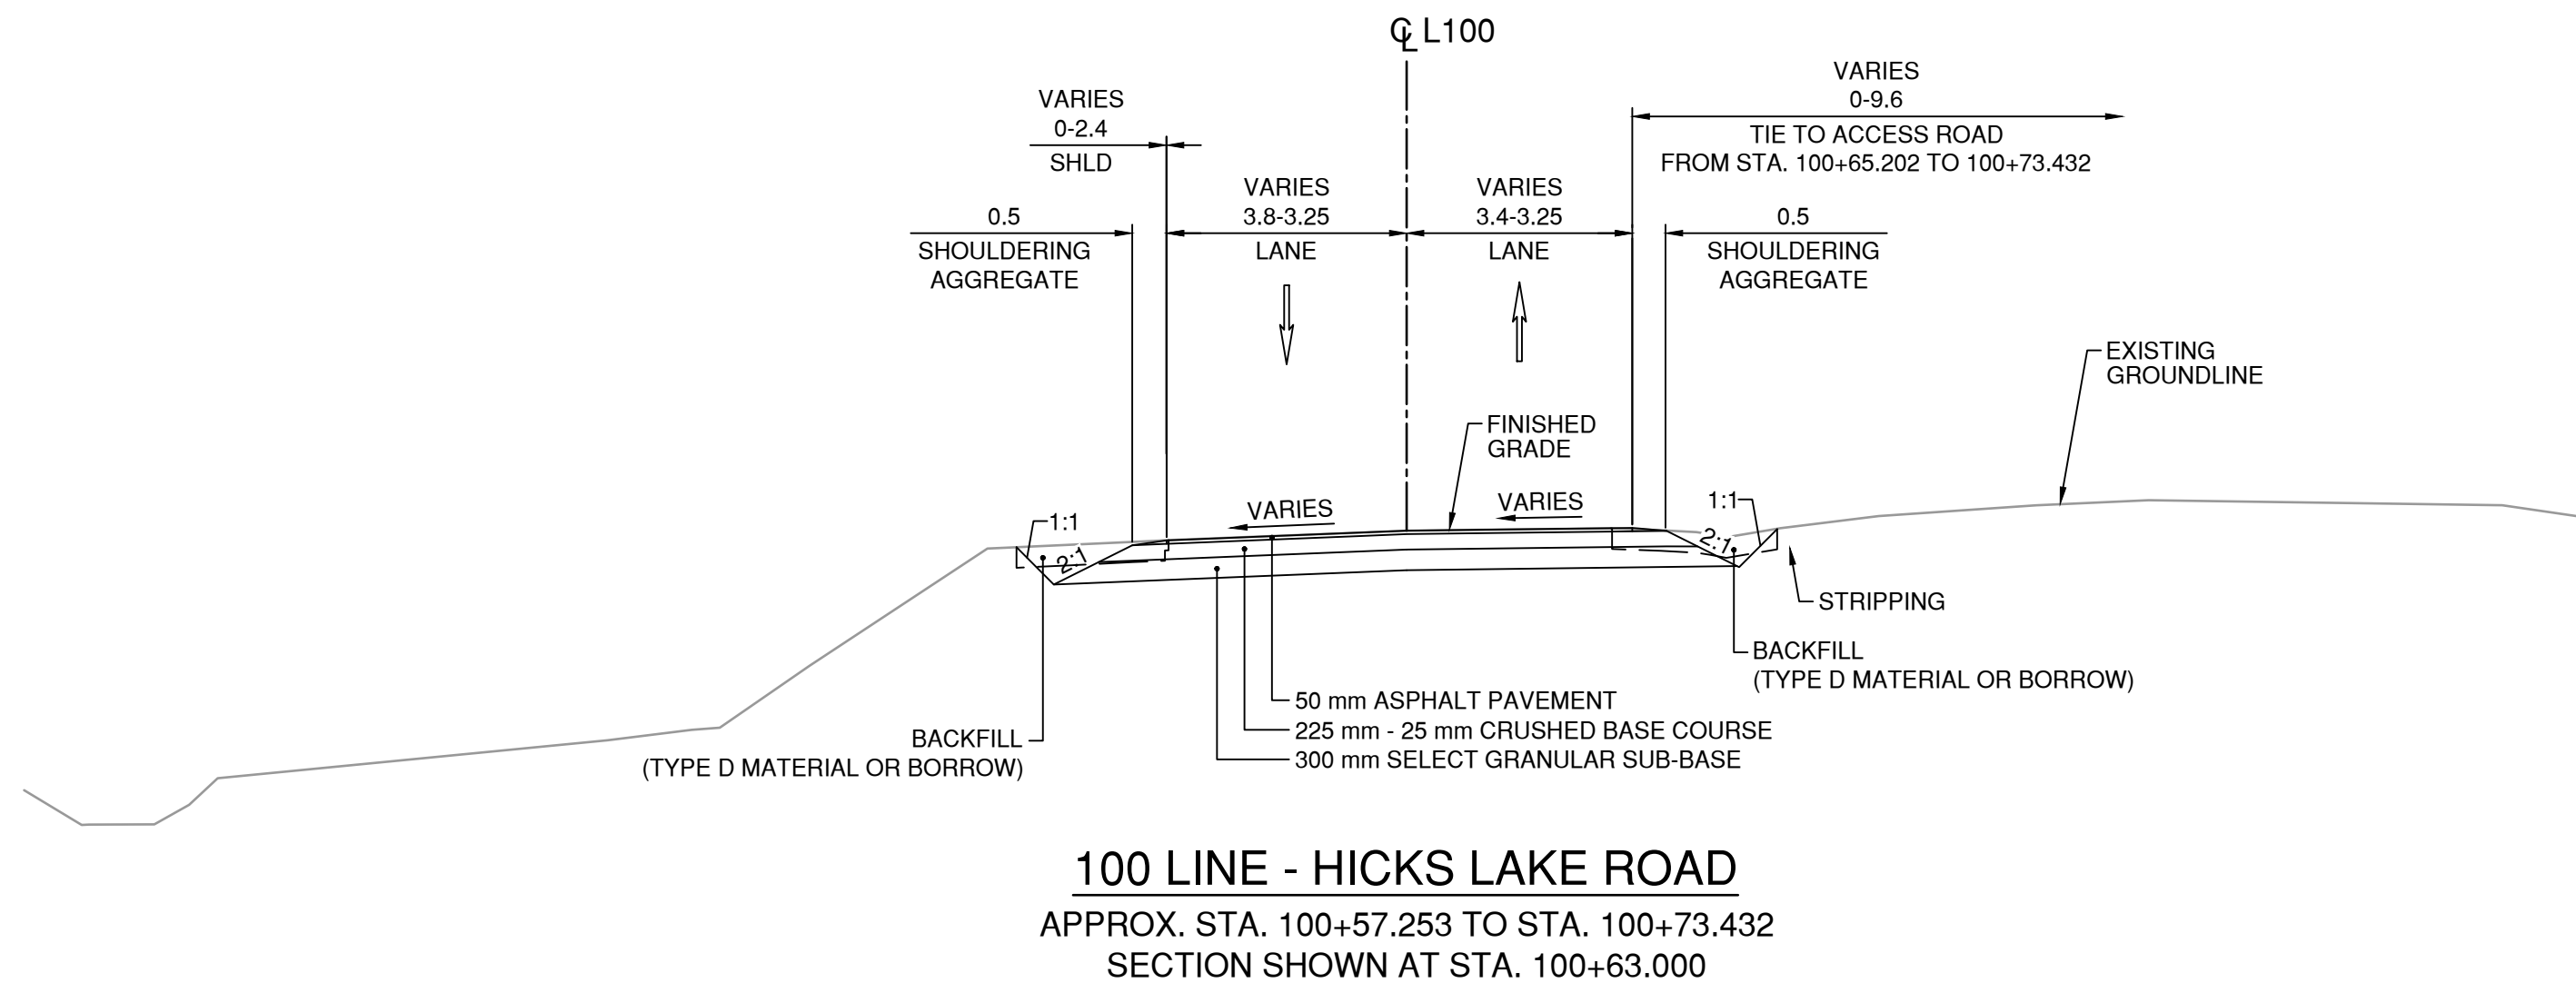 ℄ L100
VARIES
0-9.6
TIE TO ACCESS ROAD
FROM STA. 100+65.202 TO 100+73.432
VARIES
0-2.4
SHLD
0.5
SHOULDERING
AGGREGATE
VARIES
3.8-3.25
LANE
VARIES
3.4-3.25
LANE
0.5
SHOULDERING
AGGREGATE
EXISTING
GROUNDLINE
FINISHED
GRADE
1:1
2:1
VARIES
VARIES
1:1
2:1
STRIPPING
BACKFILL
(TYPE D MATERIAL OR BORROW)
50 mm ASPHALT PAVEMENT
225 mm - 25 mm CRUSHED BASE COURSE
300 mm SELECT GRANULAR SUB-BASE
BACKFILL
(TYPE D MATERIAL OR BORROW)
100 LINE - HICKS LAKE ROAD
APPROX. STA. 100+57.253 TO STA. 100+73.432
SECTION SHOWN AT STA. 100+63.000